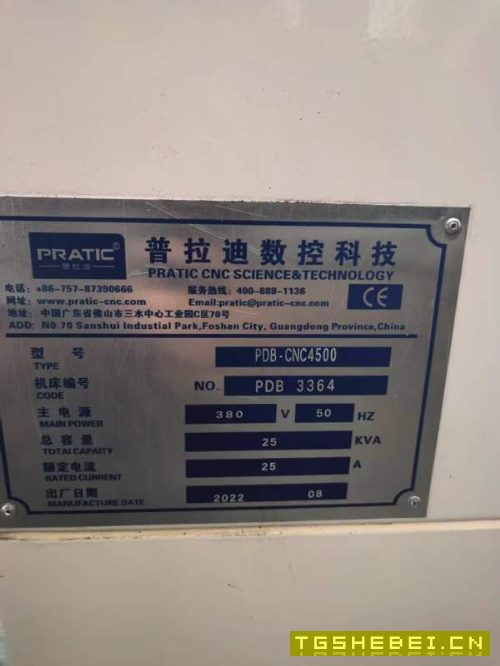 PRATIC®
普拉迪
普拉迪数控科技
PRATIC CNC SCIENCE&TECHNOLOGY
电话：+86-757-87390666 服务热线：400-888-1136
网址：www.pratic-cnc.com Email:pratic@pratic-cnc.com
CE
地址：中国广东省佛山市三水中心工业园区70号
ADD: N0.70 Sanshui Industial Park,Foshan City, Guangdong Province,China
型号 PDB-CNC4500
TYPE
机床编号 NO. PDB 3364
CODE
主电源 380 V 50 HZ
MAIN POWER
总容量 25 KVA
TOTAI CAPAITY
额定电流 25 A
RATED CURRENT
出厂日期 2022 08
MANUFACTURE DATE
TGSHEBEI.CN